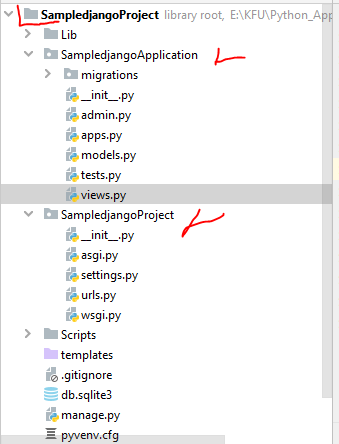 SampledjangoProject library root, E:\KFU\Python_App
Lib
SampledjangoApplication
migrations
__init__.py
admin.py
apps.py
models.py
tests.py
views.py
SampledjangoProject
__init__.py
asgi.py
settings.py
urls.py
wsgi.py
Scripts
templates
.gitignore
db.sqlite3
manage.py
pyvenv.cfg